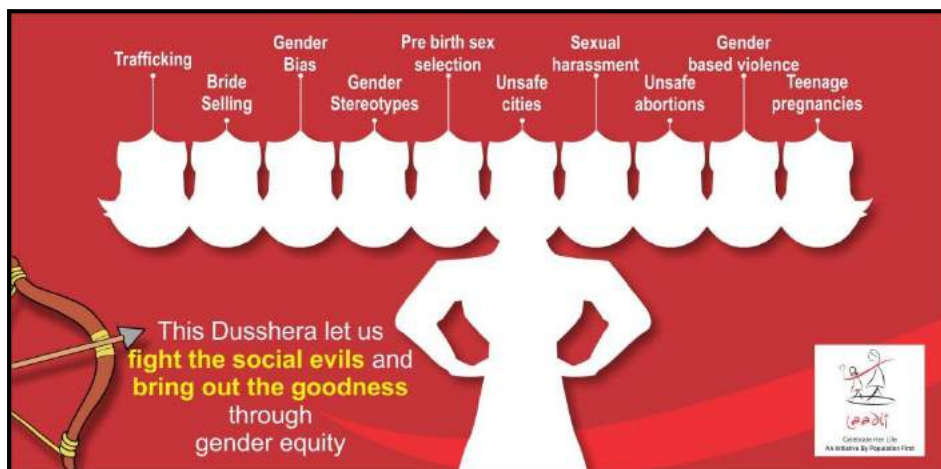 Trafficking
Bride
Selling
Gender
Bias
Gender
Stereotypes
Pre birth sex
selection
Unsafe
cities
Sexual
harassment
Unsafe
abortions
Gender
based violence
Teenage
pregnancies
This Dusshera let us
fight the social evils and
bring out the goodness
through
gender equity
Celebrate Her Life
An Initiative By Population First